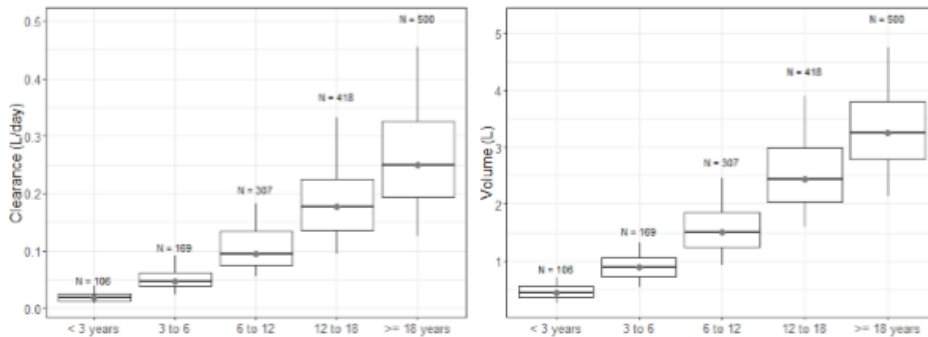 Clearance (L/day)
0.5
0.4
0.3
0.2
0.1
0.0
N = 106
N = 169
N = 307
N = 418
N = 500
< 3 years
3 to 6
6 to 12
12 to 18
>= 18 years
Volume (L)
5
4
3
2
1
N = 106
N = 169
N = 307
N = 418
N = 500
< 3 years
3 to 6
6 to 12
12 to 18
>= 18 years